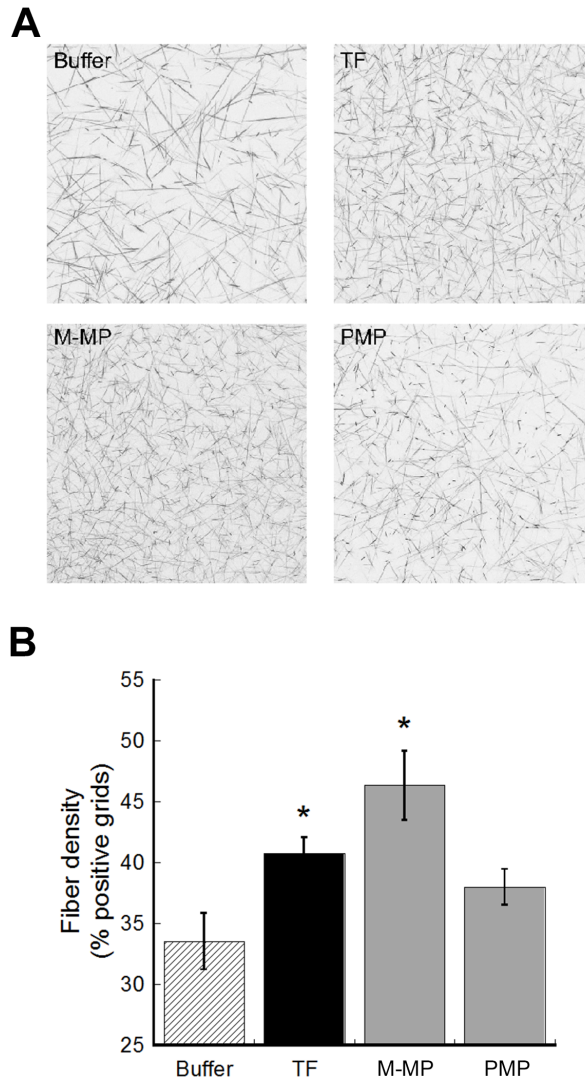 A
Buffer
TF
M-MP
PMP
B
Fiber density
(% positive grids)
55
50
45
40
35
30
25
*
*
Buffer
TF
M-MP
PMP